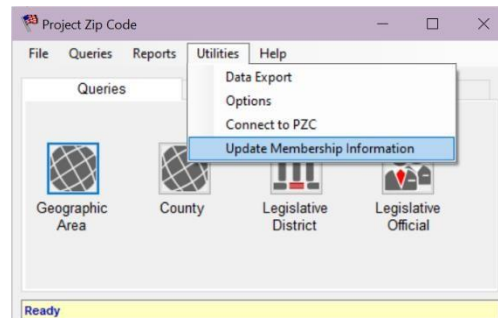 Project Zip Code
File Queries Reports Utilities Help
Data Export
Options
Connect to PZC
Update Membership Information
Queries
Geographic Area
County
Legislative District
Legislative Official
Ready